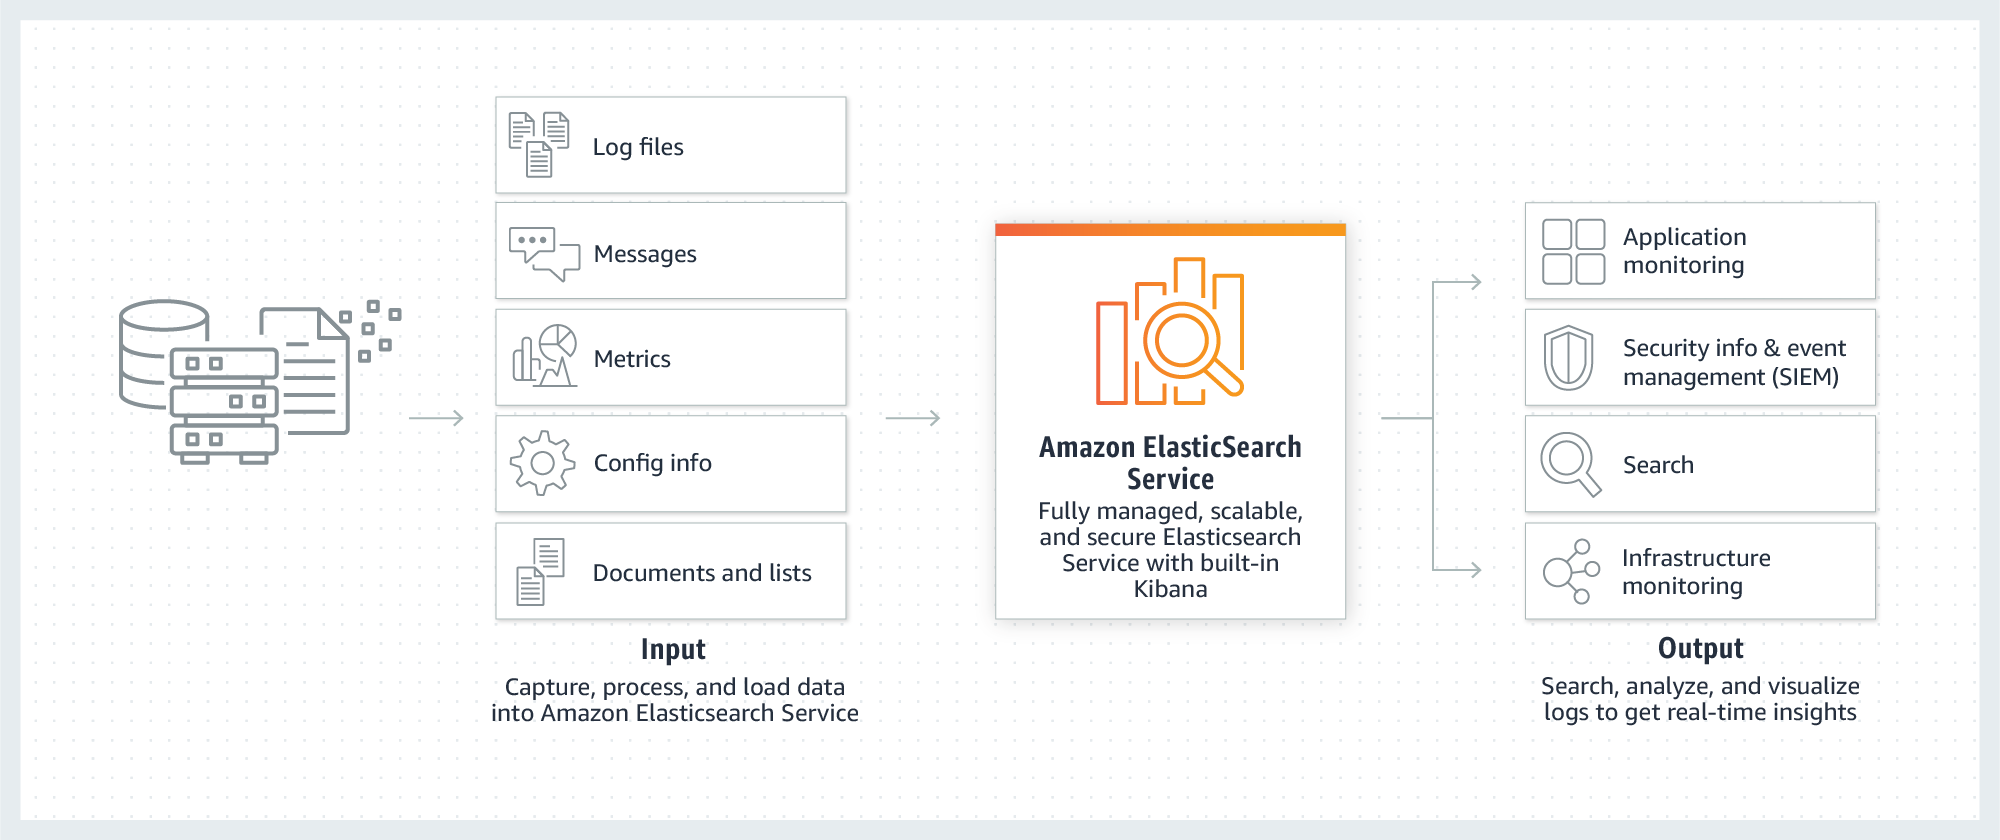 Log files
Messages
Metrics
Config info
Documents and lists
Input
Capture, process, and load data
into Amazon Elasticsearch Service
Amazon ElasticSearch
Service
Fully managed, scalable,
and secure Elasticsearch
Service with built-in
Kibana
Application
monitoring
Security info & event
management (SIEM)
Search
Infrastructure
monitoring
Output
Search, analyze, and visualize
logs to get real-time insights